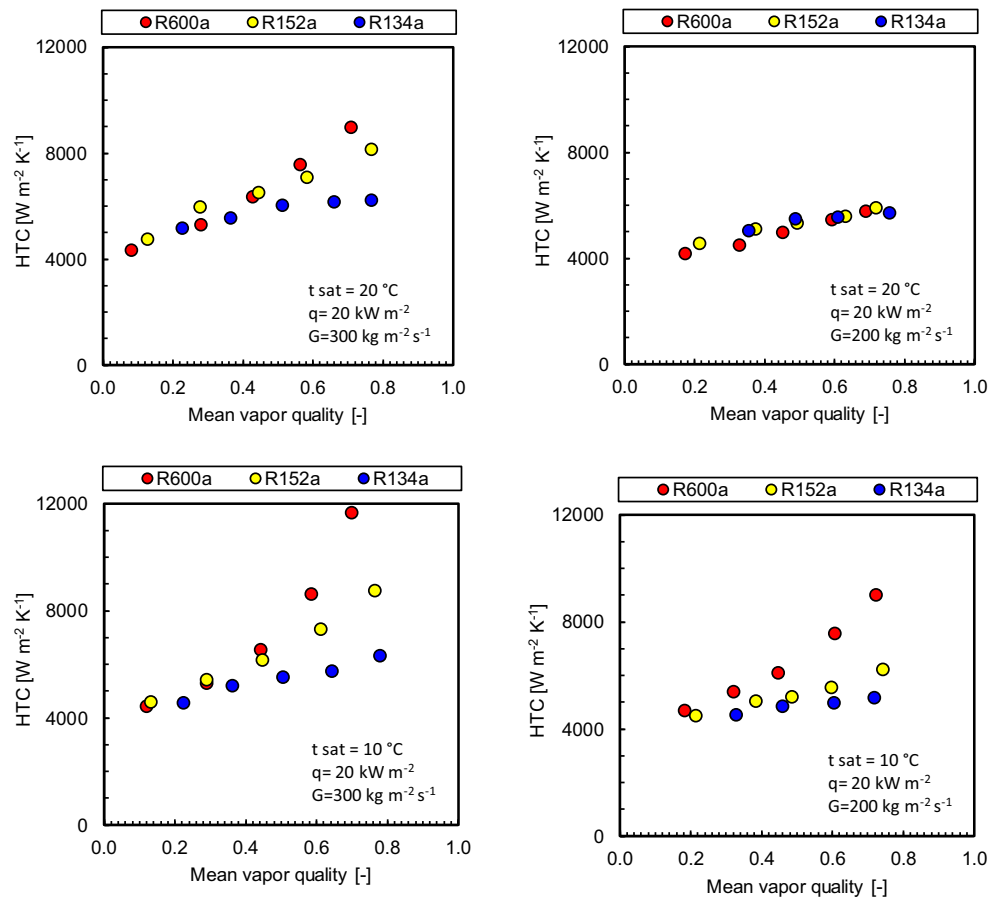 R600a R152a R134a
12000
8000
4000
0
HTC [W m-2 K-1]
t sat = 20 °C
q= 20 kW m-2
G=300 kg m-2 s-1
0.0 0.2 0.4 0.6 0.8 1.0
Mean vapor quality [-]
R600a R152a R134a
12000
8000
4000
0
HTC [W m-2 K-1]
t sat = 20 °C
q= 20 kW m-2
G=200 kg m-2 s-1
0.0 0.2 0.4 0.6 0.8 1.0
Mean vapor quality [-]
R600a R152a R134a
12000
8000
4000
0
HTC [W m-2 K-1]
t sat = 10 °C
q= 20 kW m-2
G=300 kg m-2 s-1
0.0 0.2 0.4 0.6 0.8 1.0
Mean vapor quality [-]
R600a R152a R134a
12000
8000
4000
0
HTC [W m-2 K-1]
t sat = 10 °C
q= 20 kW m-2
G=200 kg m-2 s-1
0.0 0.2 0.4 0.6 0.8 1.0
Mean vapor quality [-]